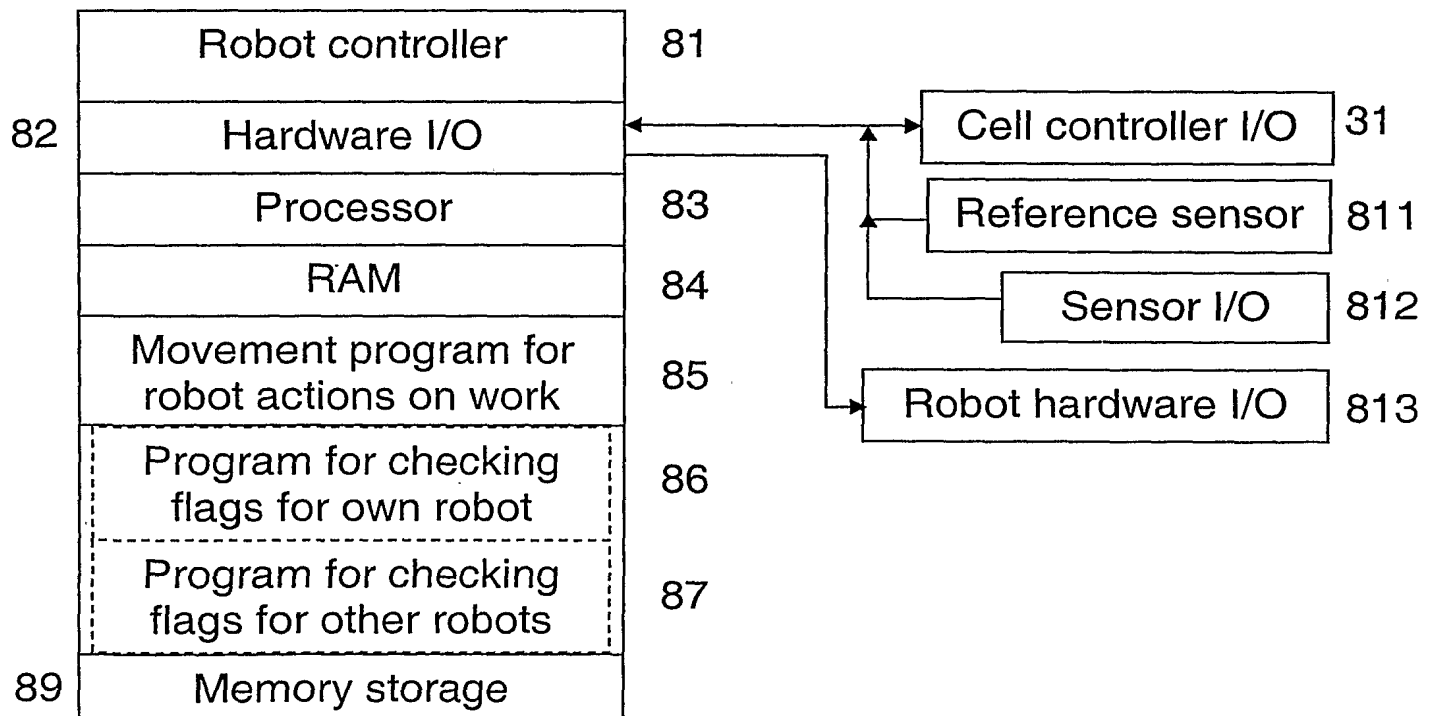 Robot controller 81
82 Hardware I/O
Cell controller I/O 31
Processor 83
Reference sensor 811
RAM 84
Sensor I/O 812
Movement program for
robot actions on work
85
Robot hardware I/O 813
Program for checking
flags for own robot
86
Program for checking
flags for other robots
87
89 Memory storage